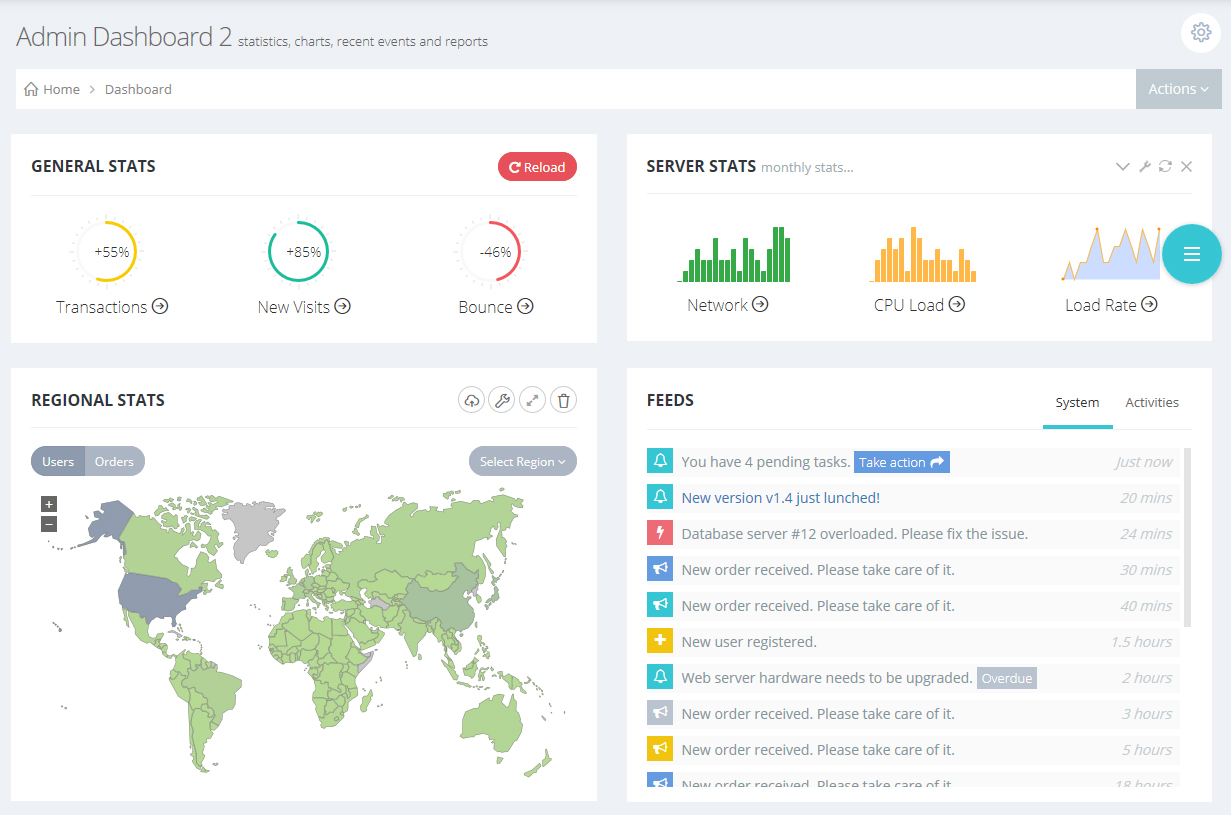 Admin Dashboard 2 statistics, charts, recent events and reports
Home > Dashboard
Actions
GENERAL STATS
Reload
+55%
+85%
-46%
Transactions
New Visits
Bounce
SERVER STATS monthly stats...
Network
CPU Load
Load Rate
REGIONAL STATS
Users
Orders
Select Region
+
−
FEEDS
System
Activities
You have 4 pending tasks. Take action Just now
New version v1.4 just lunched! 20 mins
Database server #12 overloaded. Please fix the issue. 24 mins
New order received. Please take care of it. 30 mins
New order received. Please take care of it. 40 mins
New user registered. 1.5 hours
Web server hardware needs to be upgraded. Overdue 2 hours
New order received. Please take care of it. 3 hours
New order received. Please take care of it. 5 hours
New order received. Please take care of it. 18 hours